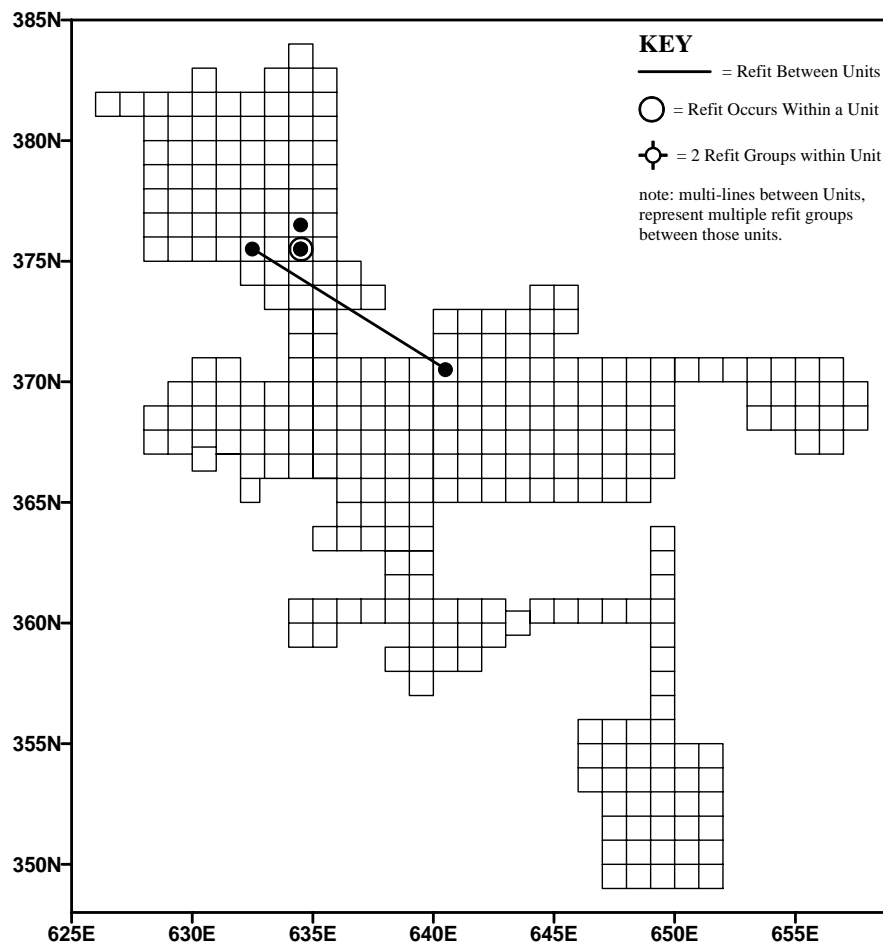 385N
KEY
= Refit Between Units
= Refit Occurs Within a Unit
380N
= 2 Refit Groups within Unit
note: multi-lines between Units,
represent multiple refit groups
between those units.
375N
370N
365N
360N
355N
350N
625E 630E 635E 640E 645E 650E 655E